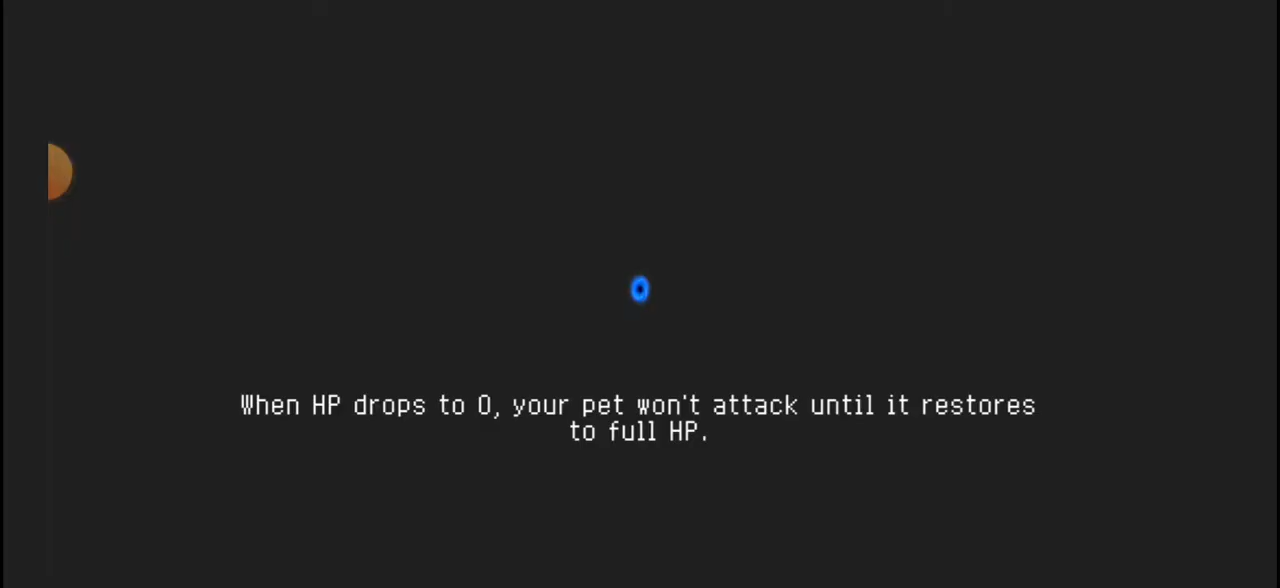 When HP drops to 0, your pet won't attack until it restores
to full HP.